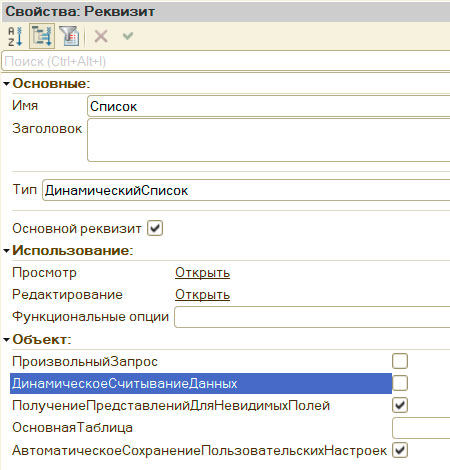 Свойства: Реквизит
Поиск (Ctrl+Alt+I)
Основные:
Имя Список
Заголовок
Тип ДинамическийСписок
Основной реквизит
Использование:
Просмотр Открыть
Редактирование Открыть
Функциональные опции
Объект:
ПроизвольныйЗапрос
ДинамическоеСчитываниеДанных
ПолучениеПредставленийДляНевидимыхПолей
ОсновнаяТаблица
АвтоматическоеСохранениеПользовательскихНастроек